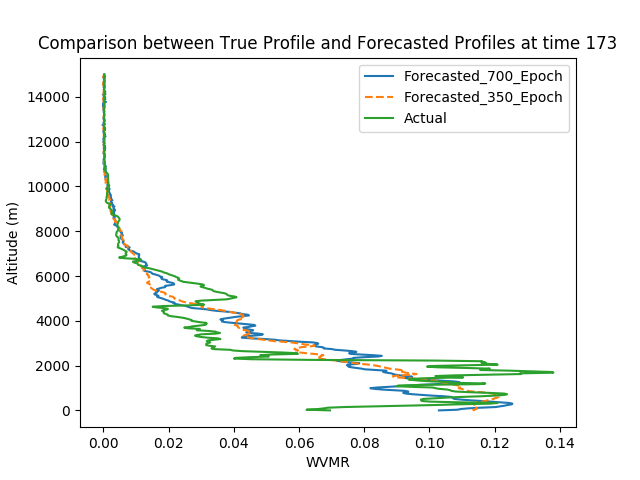 Comparison between True Profile and Forecasted Profiles at time 173
Forecasted_700_Epoch
Forecasted_350_Epoch
Actual
14000
12000
10000
8000
6000
4000
2000
0
Altitude (m)
0.00 0.02 0.04 0.06 0.08 0.10 0.12 0.14
WVMR